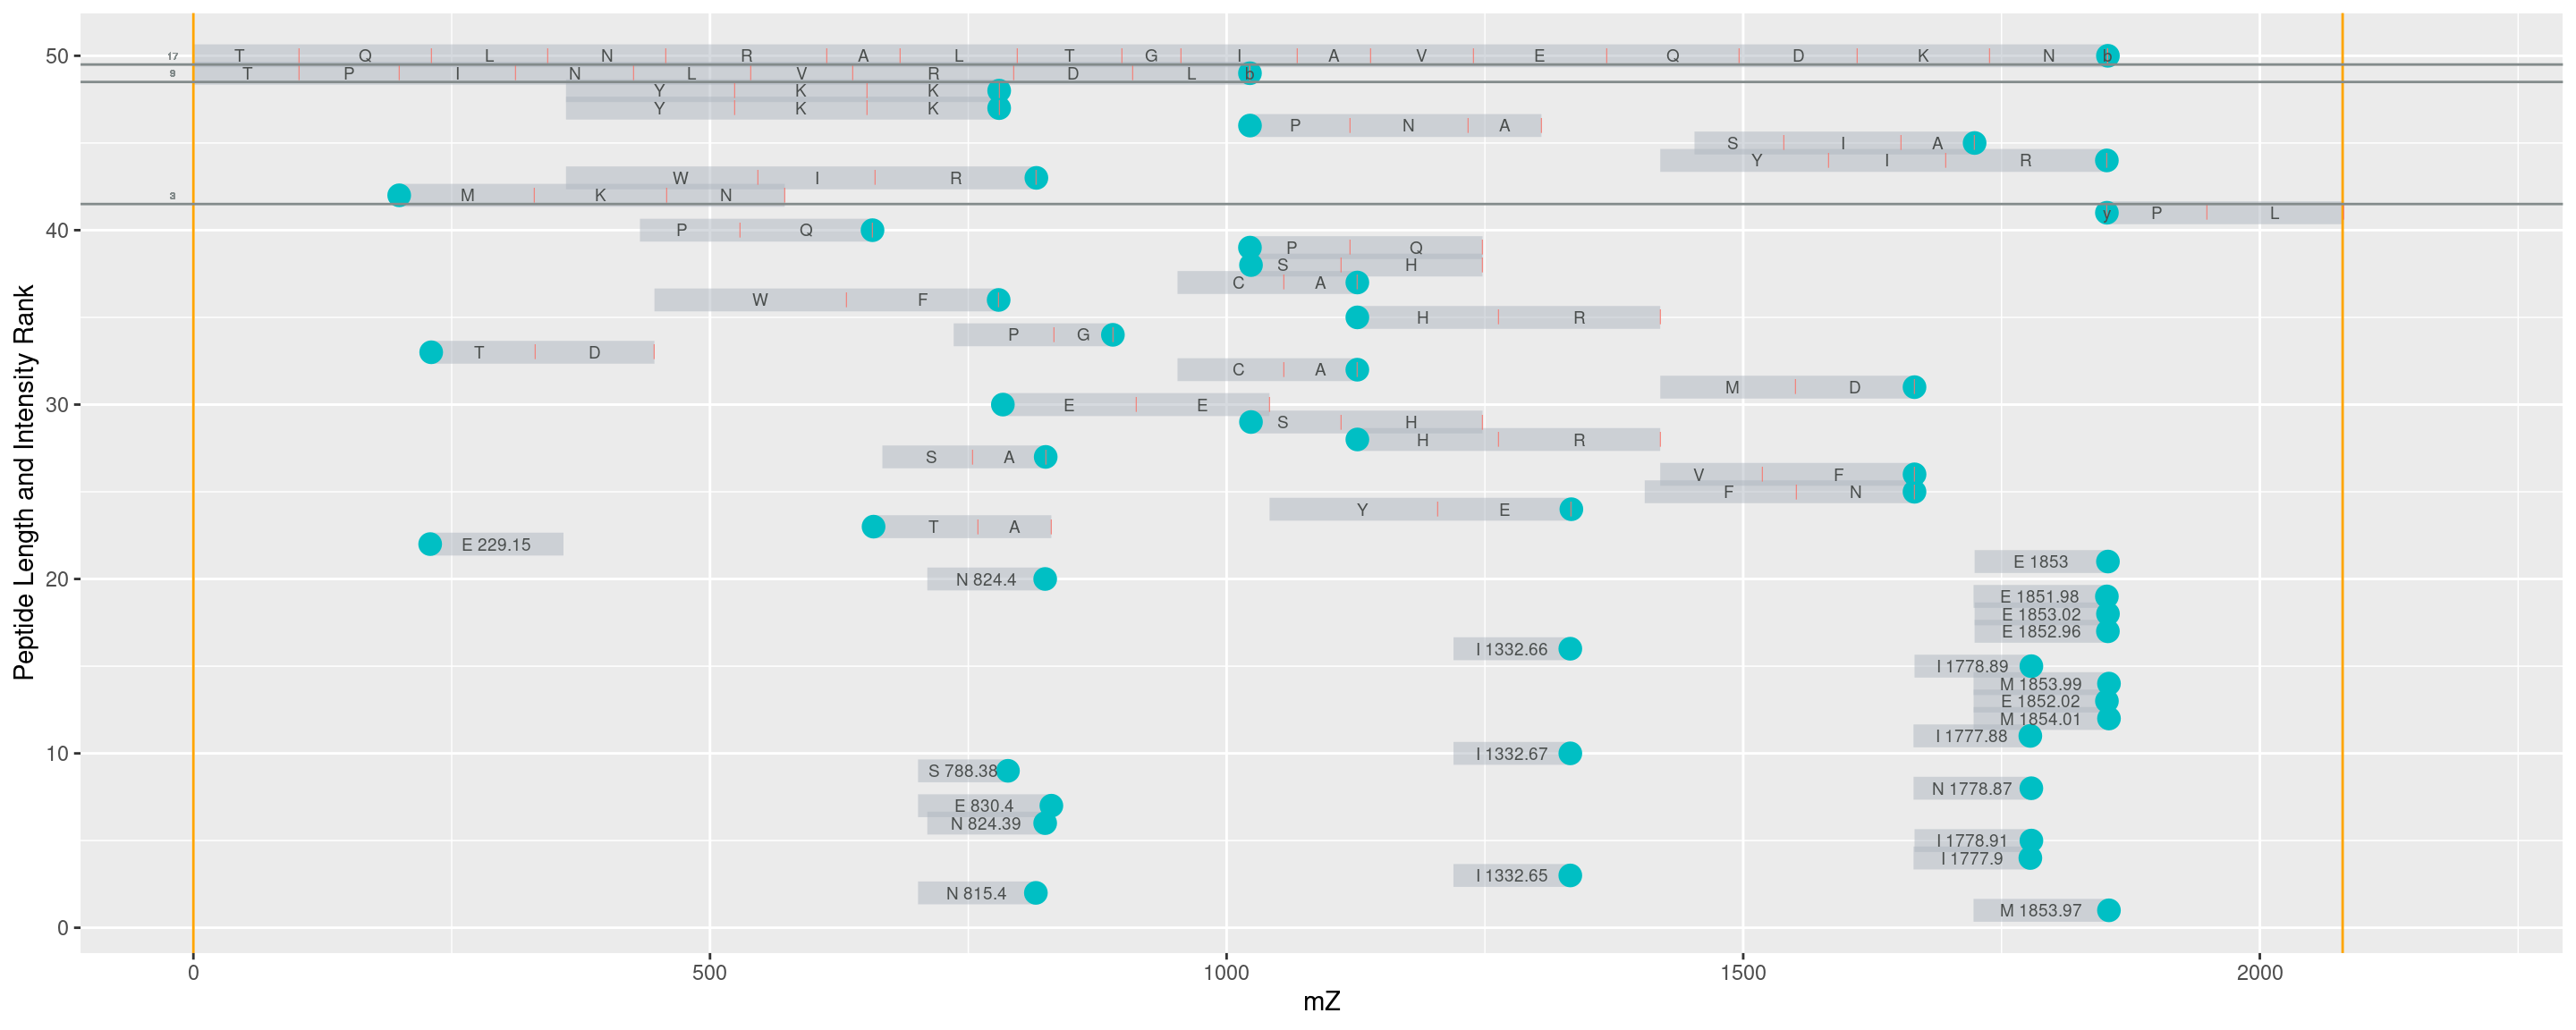 50
17
T Q L N R A L T G I A V E Q D K N b
9
T P I N L V R D L b
Y K K
Y K K
P N A
S I A
Y I R
W I R
M K N
3
y P L
40
P Q
P Q
S H
C A
W F
H R
P G
T D
C A
M D
30
E E
S H
H R
S A
V F
F N
Y E
T A
E 229.15
E 1853
20
N 824.4
E 1851.98
E 1853.02
E 1852.96
I 1332.66
I 1778.89
M 1853.99
E 1852.02
M 1854.01
I 1777.88
10
I 1332.67
S 788.38
N 1778.87
E 830.4
N 824.39
I 1778.91
I 1777.9
I 1332.65
N 815.4
M 1853.97
0
0 500 1000 1500 2000
mZ
Peptide Length and Intensity Rank